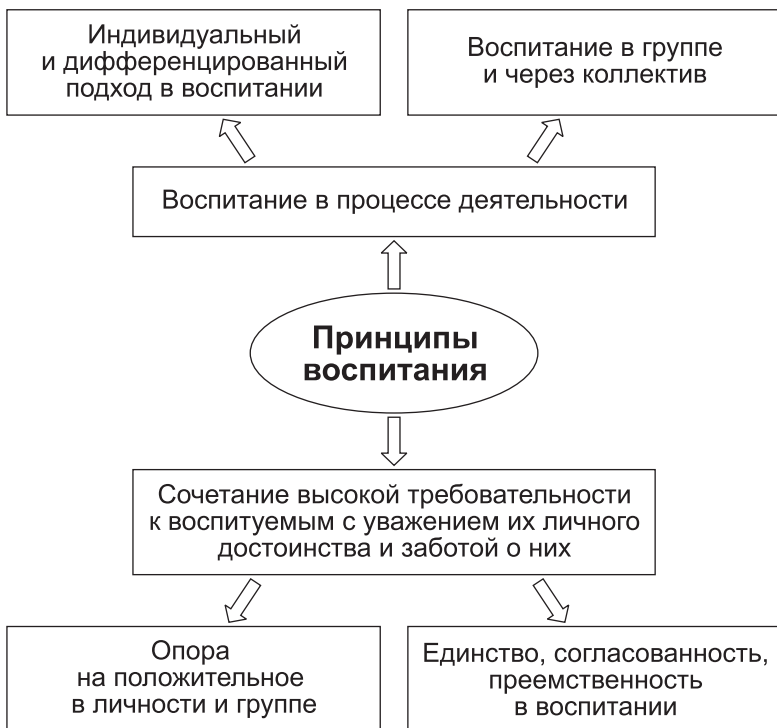 Индивидуальный
и дифференцированный
подход в воспитании
Воспитание в группе
и через коллектив
Воспитание в процессе деятельности
Принципы
воспитания
Сочетание высокой требовательности
к воспитуемым с уважением их личного
достоинства и заботой о них
Опора
на положительное
в личности и группе
Единство, согласованность,
преемственность
в воспитании